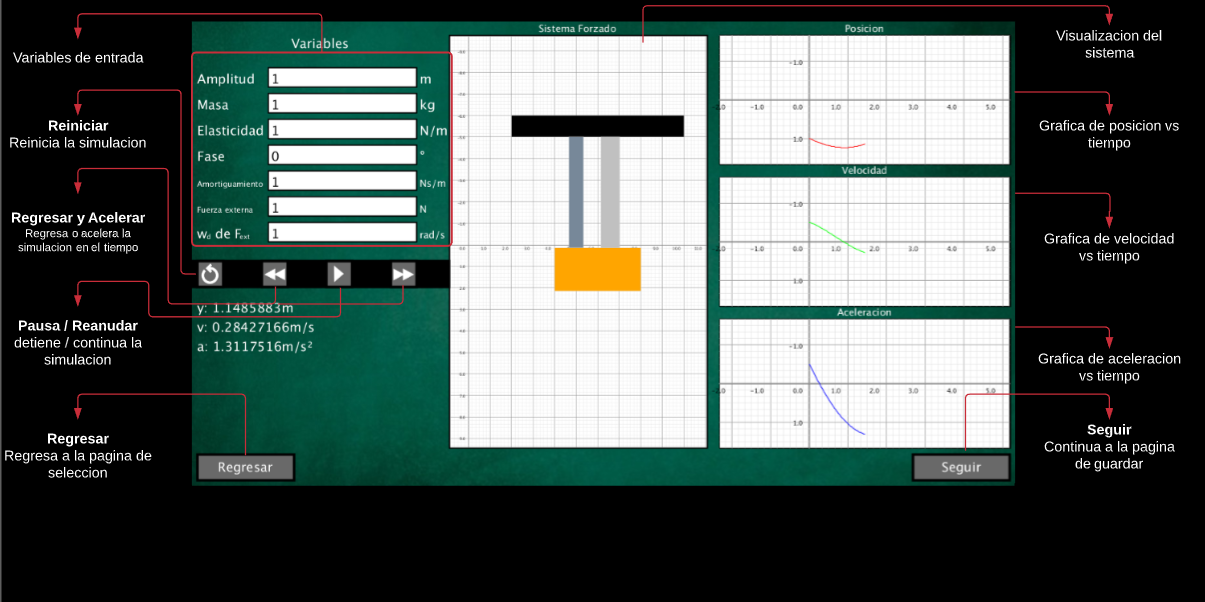 Variables de entrada
Reiniciar
Reinicia la simulacion
Regresar y Acelerar
Regresa o acelera la
simulacion en el tiempo
Pausa / Reanudar
detiene / continua la
simulacion
Regresar
Regresa a la pagina de
seleccion
Variables
Amplitud 1 m
Masa 1 kg
Elasticidad 1 N/m
Fase 0 °
Amortiguamiento 1 Ns/m
Fuerza externa 1 N
Wd de Fext 1 rad/s
y: 1.1485883m
v: 0.28427166m/s
a: 1.3117516m/s²
Regresar
Sistema Forzado
Posicion
-1.0
-1.0 0.0 1.0 2.0 3.0 4.0 5.0
1.0
Velocidad
-1.0
-1.0 0.0 1.0 2.0 3.0 4.0 5.0
1.0
Aceleracion
-1.0
-1.0 0.0 1.0 2.0 3.0 4.0 5.0
1.0
Seguir
Visualizacion del
sistema
Grafica de posicion vs
tiempo
Grafica de velocidad
vs tiempo
Grafica de aceleracion
vs tiempo
Seguir
Continua a la pagina
de guardar